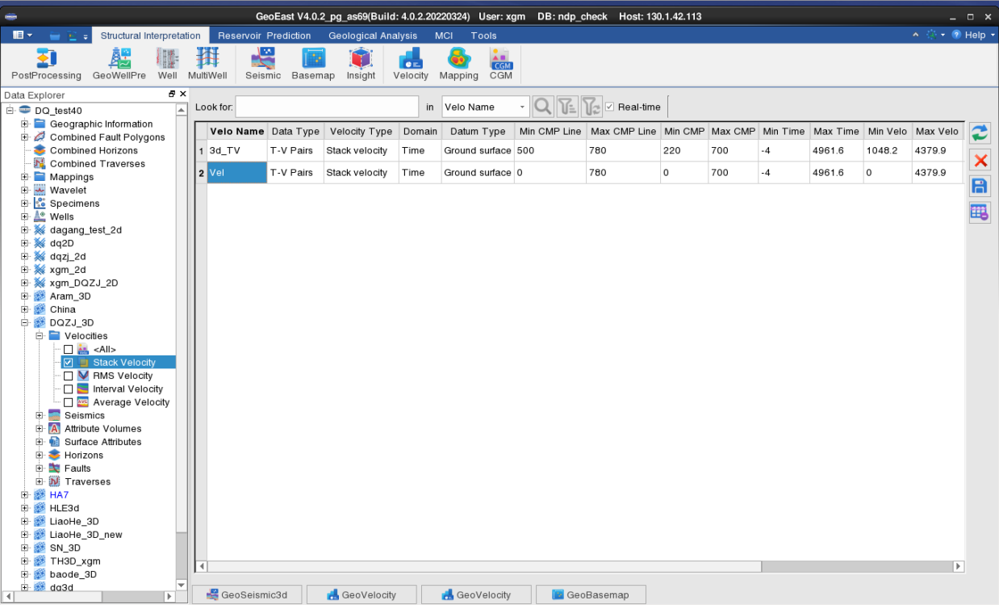 GeoEast V4.0.2_pg_as69(Build: 4.0.2.20220324) User: xgm DB: ndp_check Host: 130.1.42.113
Structural Interpretation Reservoir Prediction Geological Analysis MCI Tools Help
PostProcessing GeoWellPre Well MultiWell Seismic Basemap Insight Velocity Mapping CGM
Data Explorer
DQ_test40
Geographic Information
Combined Fault Polygons
Combined Horizons
Combined Traverses
Mappings
Wavelet
Specimens
Wells
dagang_test_2d
dq2D
dqzj_2d
xgm_2d
xgm_DQZJ_2D
Aram_3D
China
DQZJ_3D
Velocities
<All>
Stack Velocity
RMS Velocity
Interval Velocity
Average Velocity
Seismics
Attribute Volumes
Surface Attributes
Horizons
Faults
Traverses
HA7
HLE3d
LiaoHe_3D
LiaoHe_3D_new
SN_3D
TH3D_xgm
baode_3D
dq3d
Look for: in Velo Name Real-time
Velo Name Data Type Velocity Type Domain Datum Type Min CMP Line Max CMP Line Min CMP Max CMP Min Time Max Time Min Velo Max Velo
1 3d_TV T-V Pairs Stack velocity Time Ground surface 500 780 220 700 -4 4961.6 1048.2 4379.9
2 Vel T-V Pairs Stack velocity Time Ground surface 0 780 0 700 -4 4961.6 0 4379.9
GeoSeismic3d GeoVelocity GeoVelocity GeoBasemap